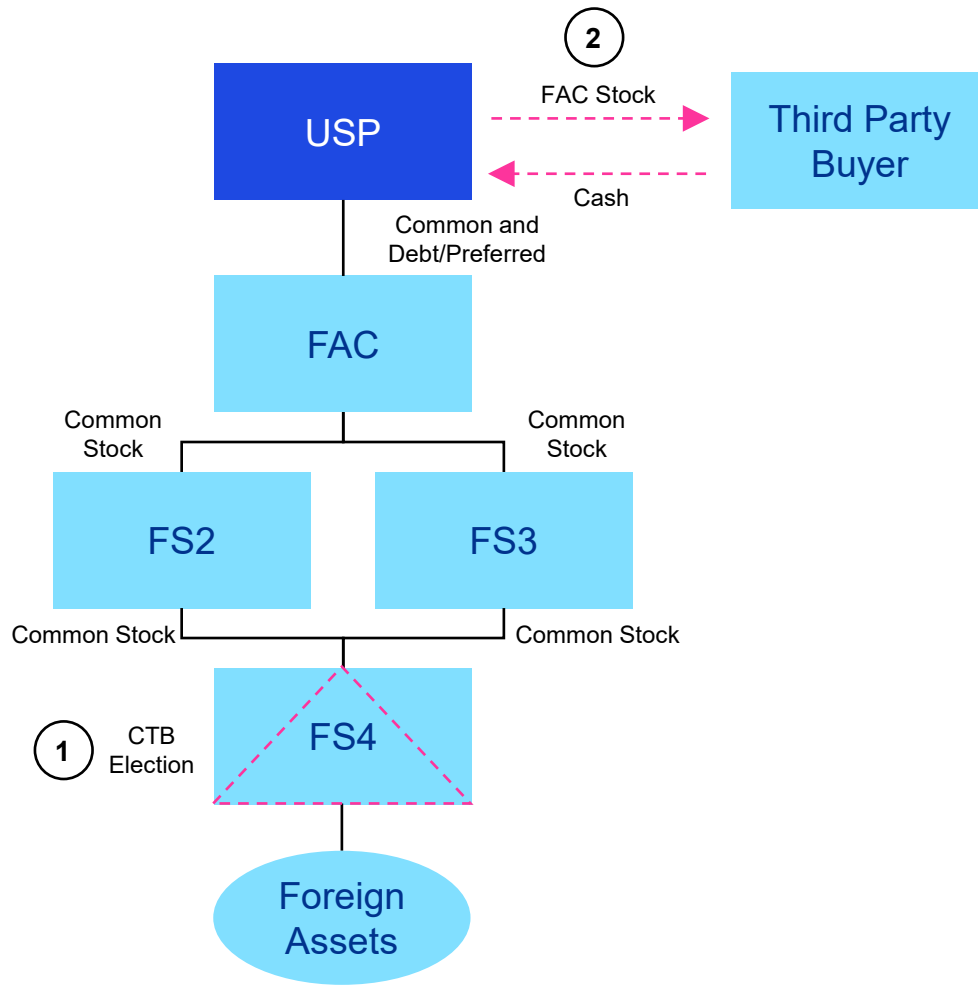 2
USP
FAC Stock
Cash
Third Party
Buyer
Common and
Debt/Preferred
FAC
Common
Stock
Common
Stock
FS2
FS3
Common Stock
Common Stock
1
CTB
Election
FS4
Foreign
Assets